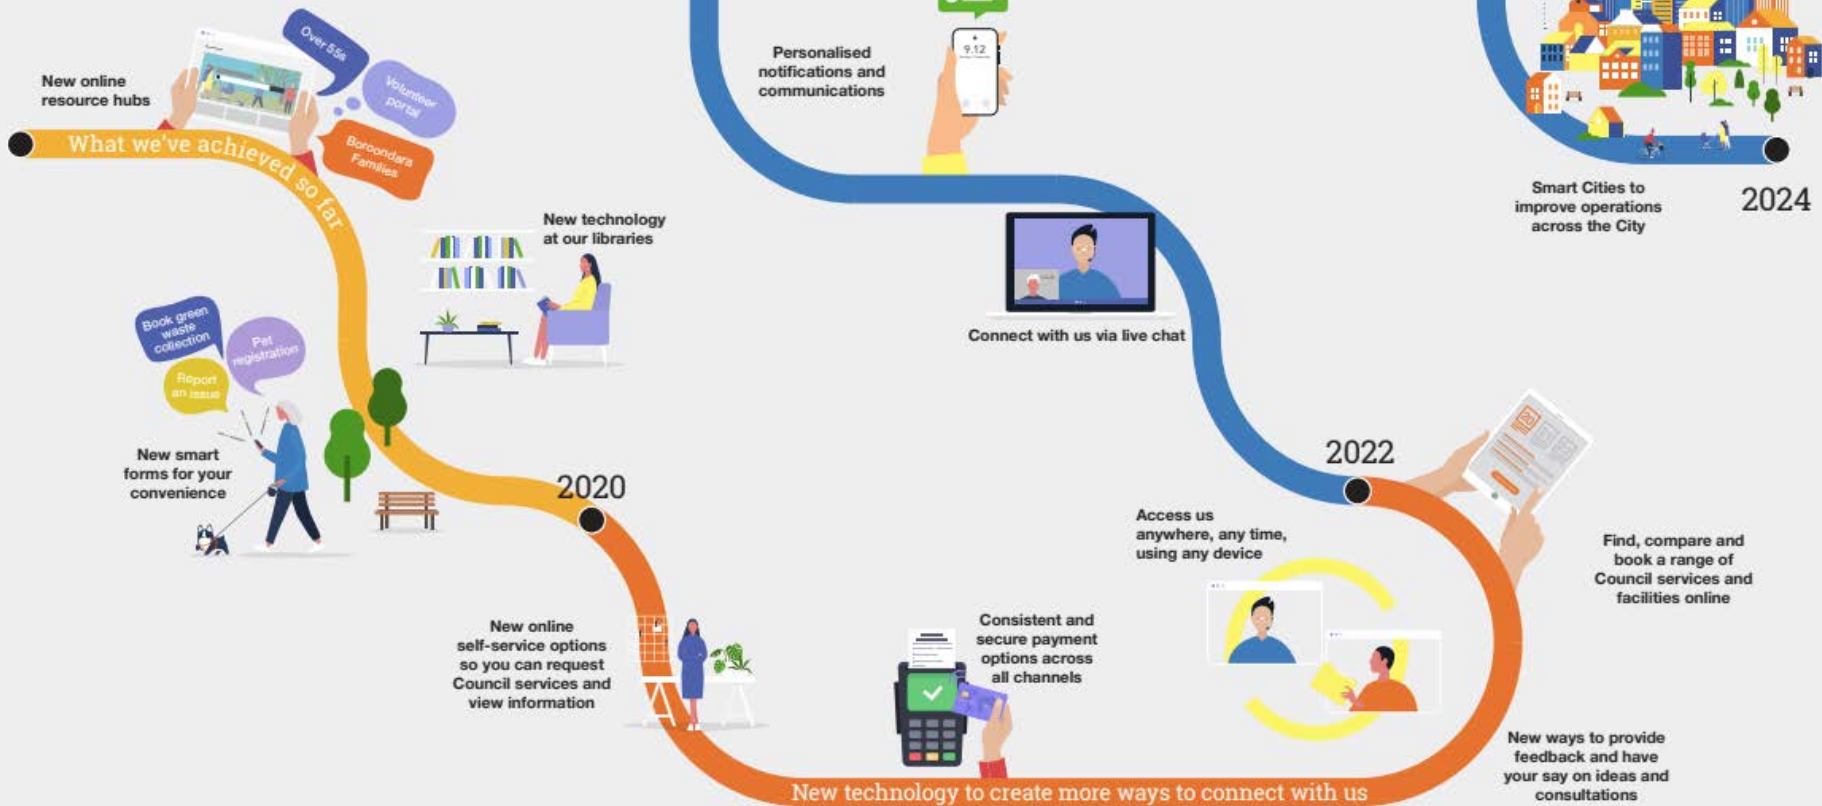 New online
resource hubs
Over 55s
Volunteer
portal
Boroondara
Families
What we've achieved so far
New technology
at our libraries
Book green
waste
collection
Pet
registration
Report
an issue
New smart
forms for your
convenience
2020
New online
self-service options
so you can request
Council services and
view information
Consistent and
secure payment
options across
all channels
New technology to create more ways to connect with us
Access us
anywhere, any time,
using any device
New ways to provide
feedback and have
your say on ideas and
consultations
Find, compare and
book a range of
Council services and
facilities online
20
2022
Connect with us via live chat
Personalised
notifications and
communications
9.12
Smart Cities to
improve operations
across the City
2024